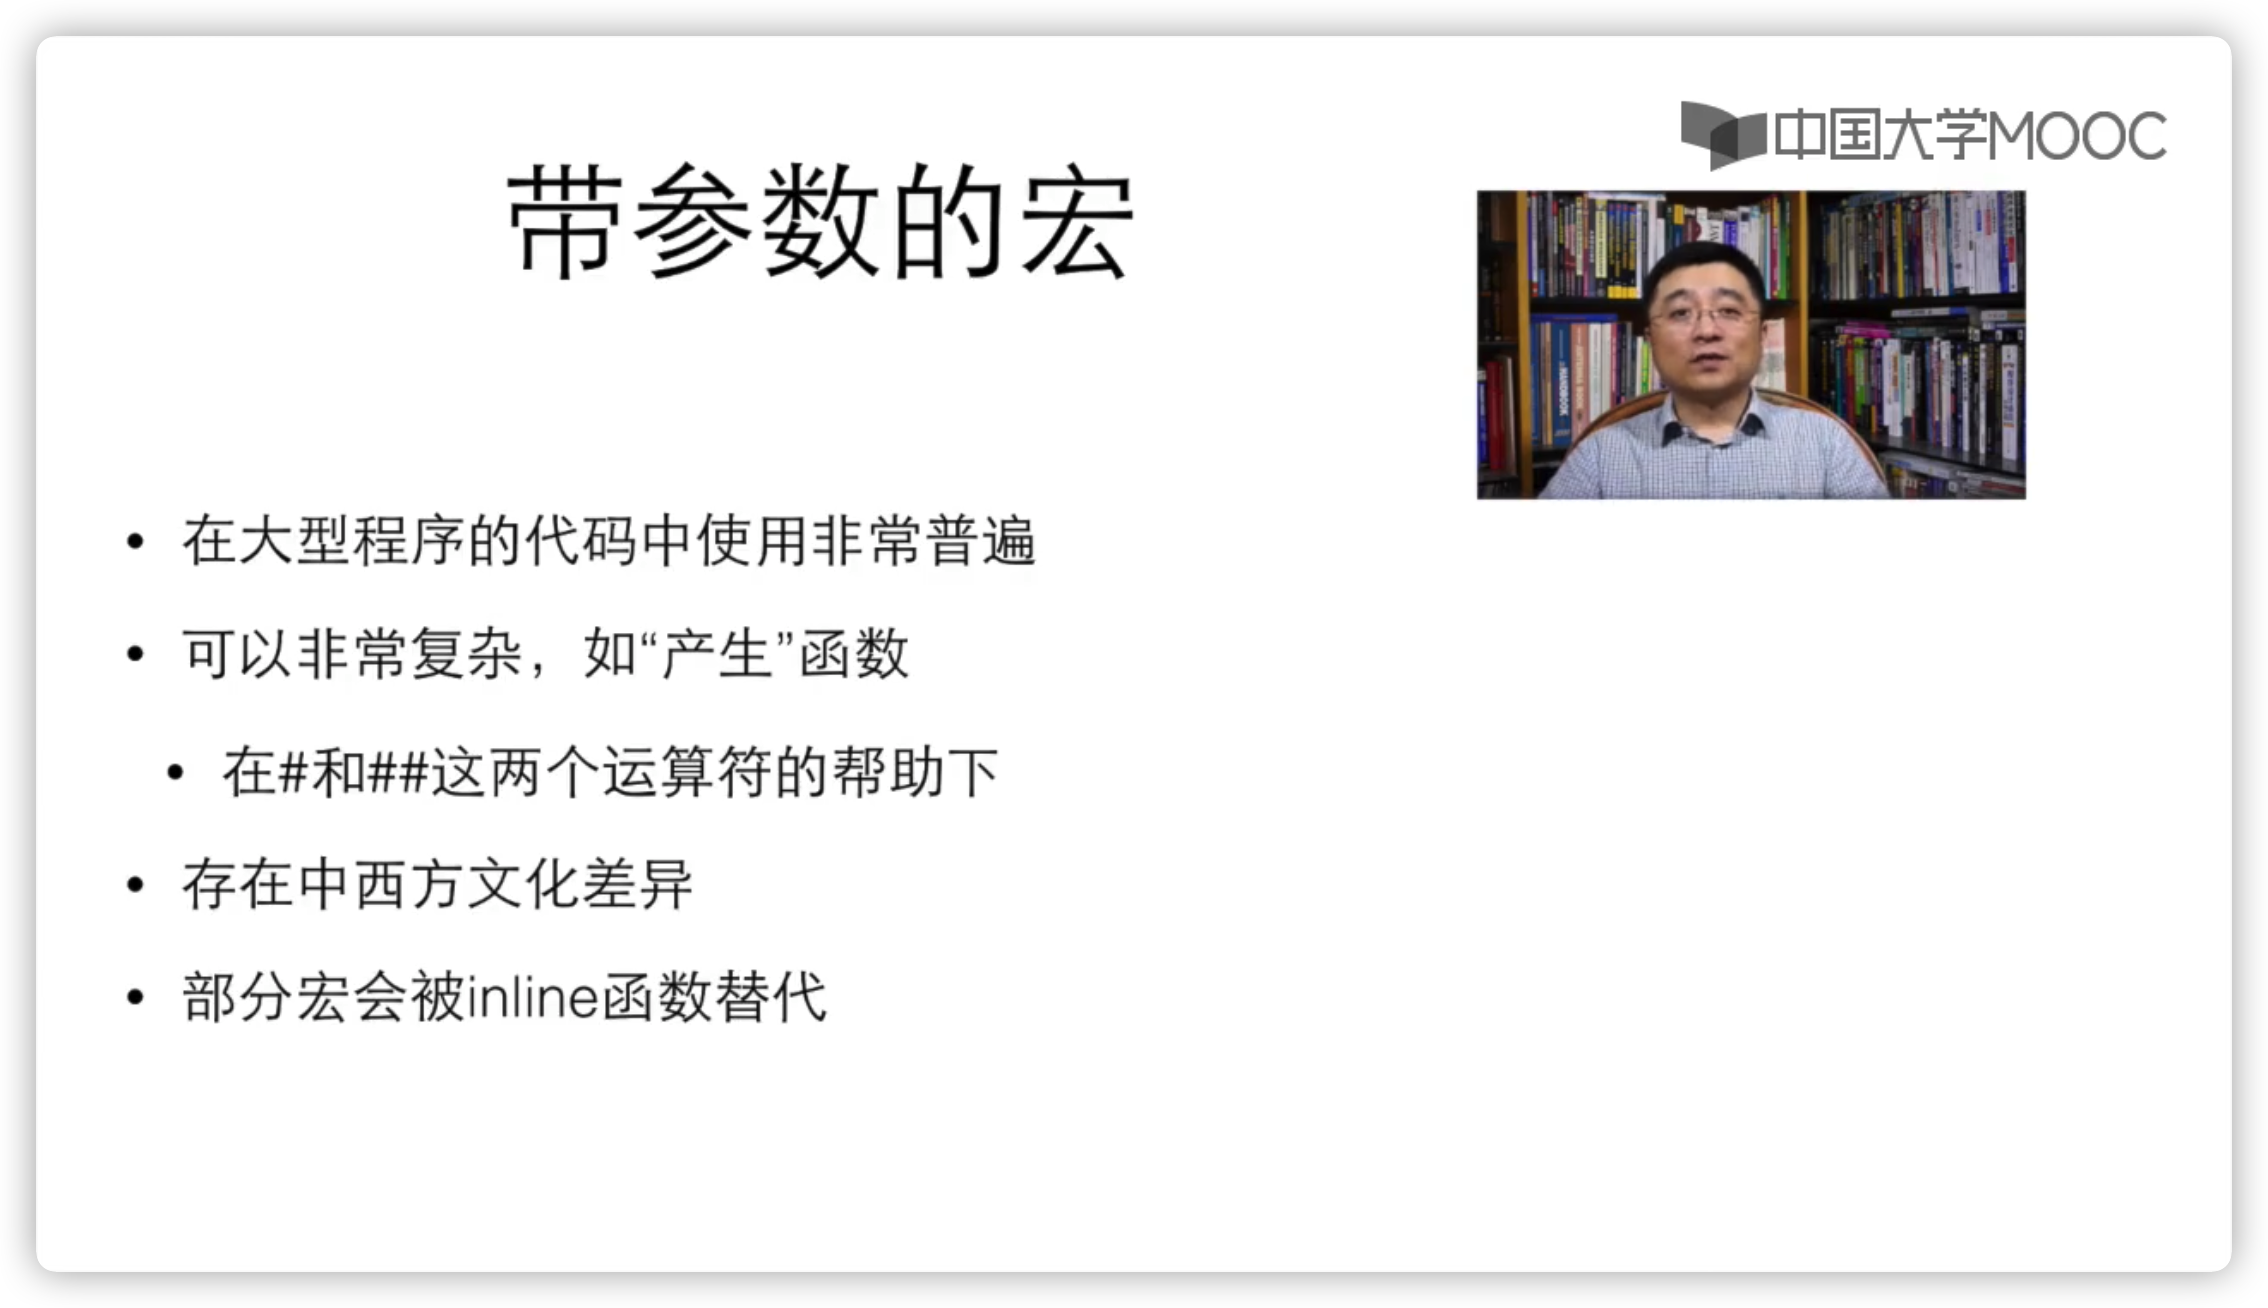 中国大学MOOC
带参数的宏
• 在大型程序的代码中使用非常普遍
• 可以非常复杂，如“产生”函数
• 在#和##这两个运算符的帮助下
• 存在中西方文化差异
• 部分宏会被inline函数替代